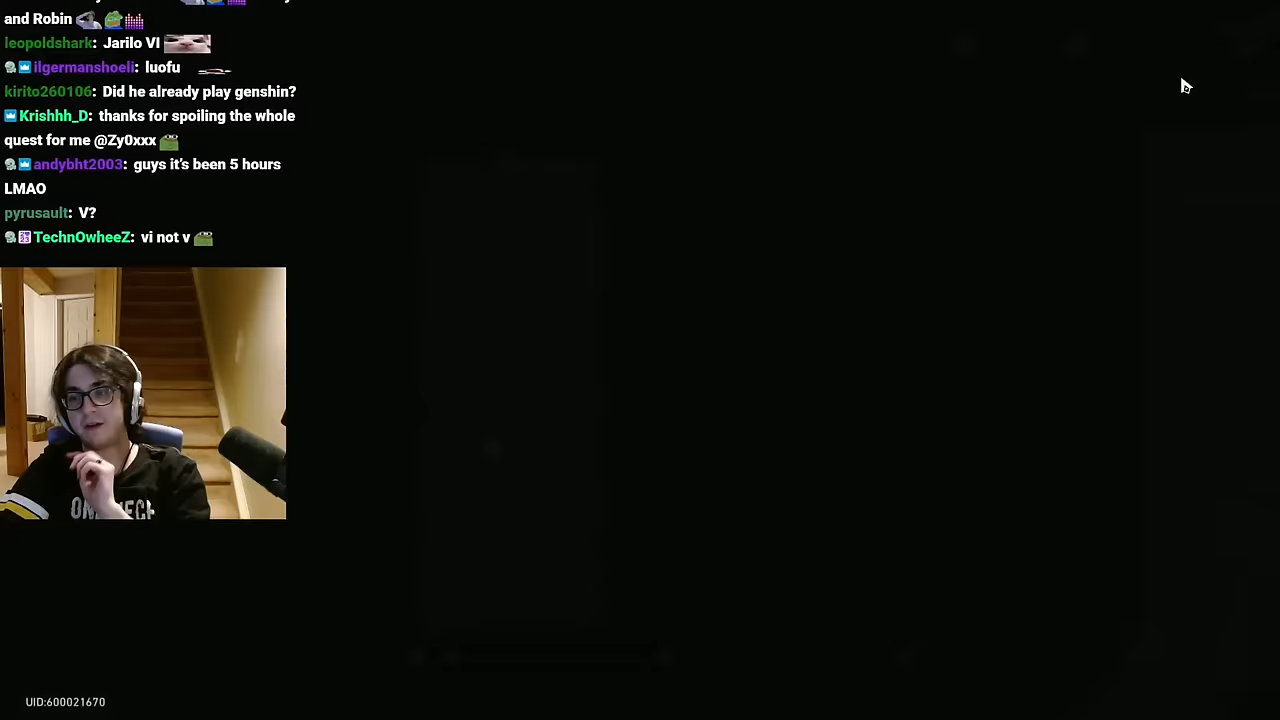 and Robin
leopoldshark: Jarilo VI
ilgermanshoeli: luofu
kirito260106: Did he already play genshin?
Krishhh_D: thanks for spoiling the whole
quest for me @Zy0xxx
andybht2003: guys it's been 5 hours
LMAO
pyrusault: V?
TechnOwheeZ: vi not v
UID:600021670